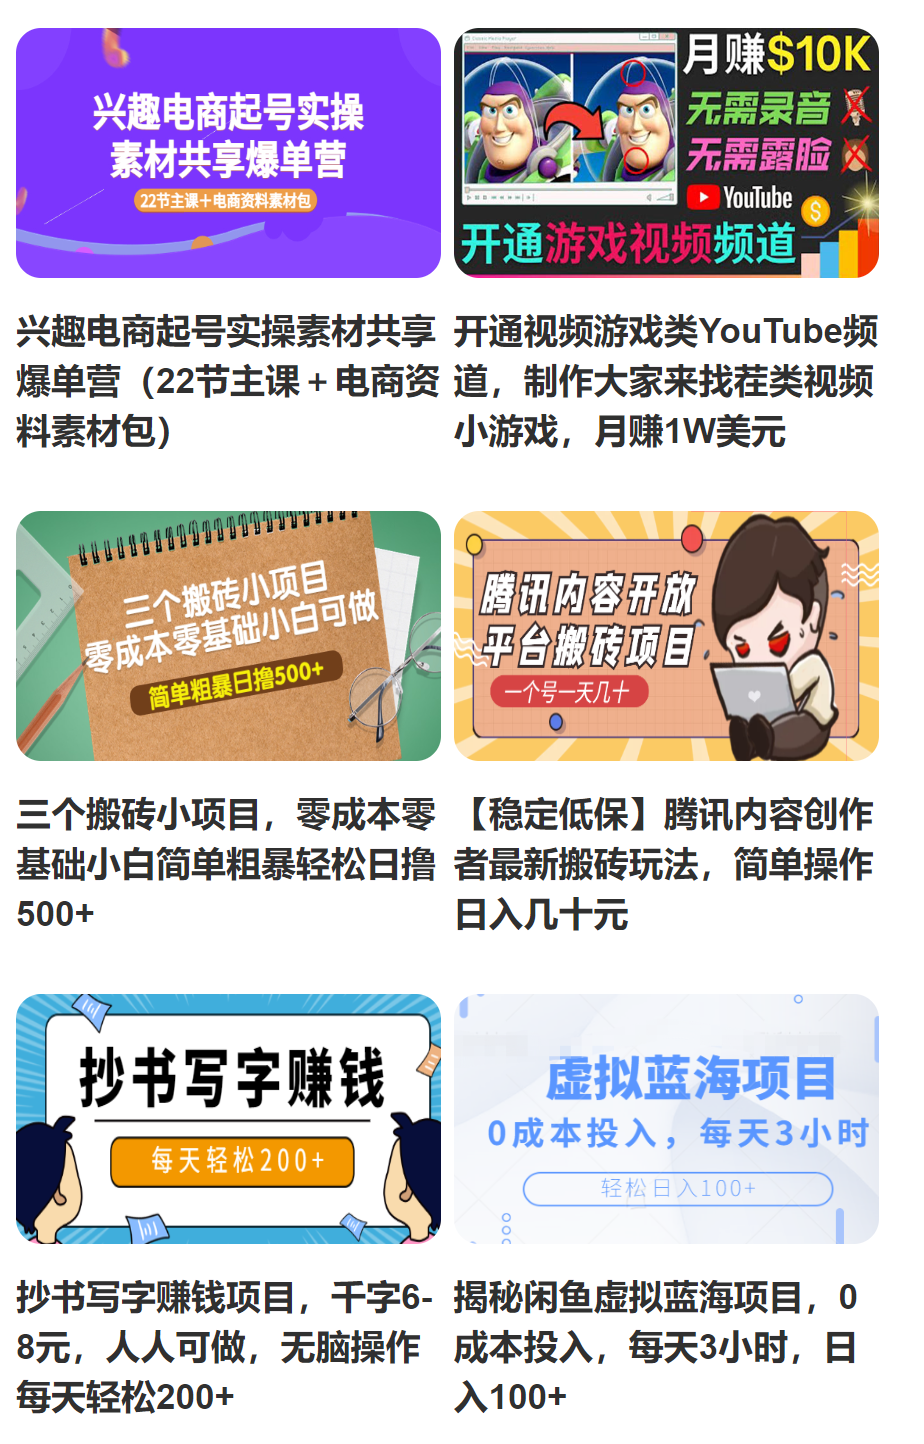 兴趣电商起号实操
素材共享爆单营
22节主课+电商资料素材包
月赚$10K
无需录音
无需露脸
YouTube
开通游戏视频频道
兴趣电商起号实操素材共享
爆单营（22节主课+电商资
料素材包）
开通视频游戏类YouTube频
道，制作大家来找茬类视频
小游戏，月赚1W美元
三个搬砖小项目
零成本零基础小白可做
简单粗暴日撸500+
腾讯内容开放
平台搬砖项目
一个号一天几十
三个搬砖小项目，零成本零
基础小白简单粗暴轻松日撸
500+
【稳定低保】腾讯内容创作
者最新搬砖玩法，简单操作
日入几十元
抄书写字赚钱
每天轻松200+
虚拟蓝海项目
0成本投入，每天3小时
轻松日入100+
抄书写字赚钱项目，千字6-
8元，人人可做，无脑操作
每天轻松200+
揭秘闲鱼虚拟蓝海项目，0
成本投入，每天3小时，日
入100+